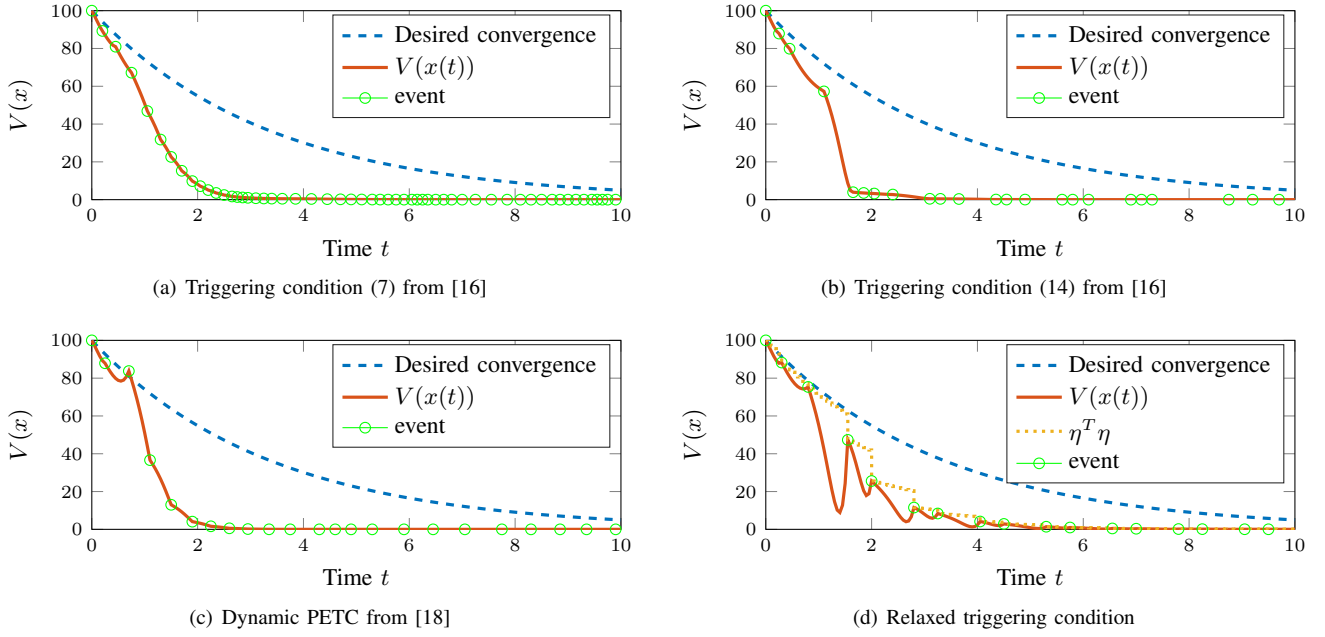 100
80
60
40
20
0
V(x)
0 2 4 6 8 10
Time t
Desired convergence
V(x(t))
event
(a) Triggering condition (7) from [16]
100
80
60
40
20
0
V(x)
0 2 4 6 8 10
Time t
Desired convergence
V(x(t))
event
(b) Triggering condition (14) from [16]
100
80
60
40
20
0
V(x)
0 2 4 6 8 10
Time t
Desired convergence
V(x(t))
event
(c) Dynamic PETC from [18]
100
80
60
40
20
0
V(x)
0 2 4 6 8 10
Time t
Desired convergence
V(x(t))
η^T η
event
(d) Relaxed triggering condition